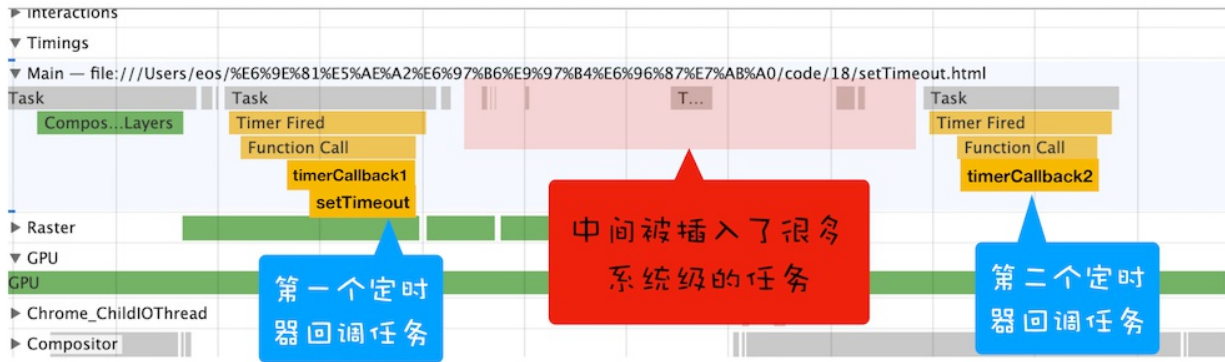 Interactions
Timings
Main — file:///Users/eos/%E6%9E%81%E5%AE%A2%E6%97%B6%E9%97%B4%E6%96%87%E7%AB%A0/code/18/setTimeout.html
Task
Task
T...
Task
Compos...Layers
Timer Fired
Timer Fired
Function Call
Function Call
timerCallback1
timerCallback2
setTimeout
中间被插入了很多
系统级的任务
Raster
GPU
GPU
第一个定时
器回调任务
第二个定时
器回调任务
Chrome_ChildIOThread
Compositor